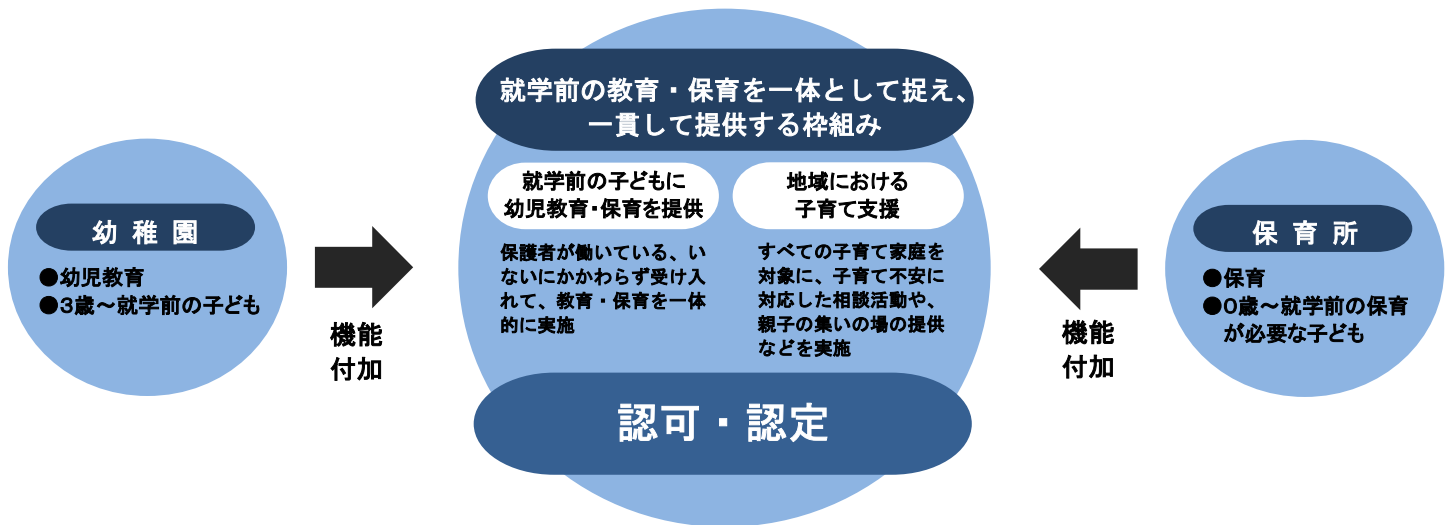 就学前の教育・保育を一体として捉え、
一貫して提供する枠組み
幼稚園
●幼児教育
●3歳～就学前の子ども
機能
付加
就学前の子どもに
幼児教育・保育を提供
保護者が働いている、い
ないにかかわらず受け入
れて、教育・保育を一体
的に実施
地域における
子育て支援
すべての子育て家庭を
対象に、子育て不安に
対応した相談活動や、
親子の集いの場の提供
などを実施
認可・認定
機能
付加
保育所
●保育
●0歳～就学前の保育
が必要な子ども